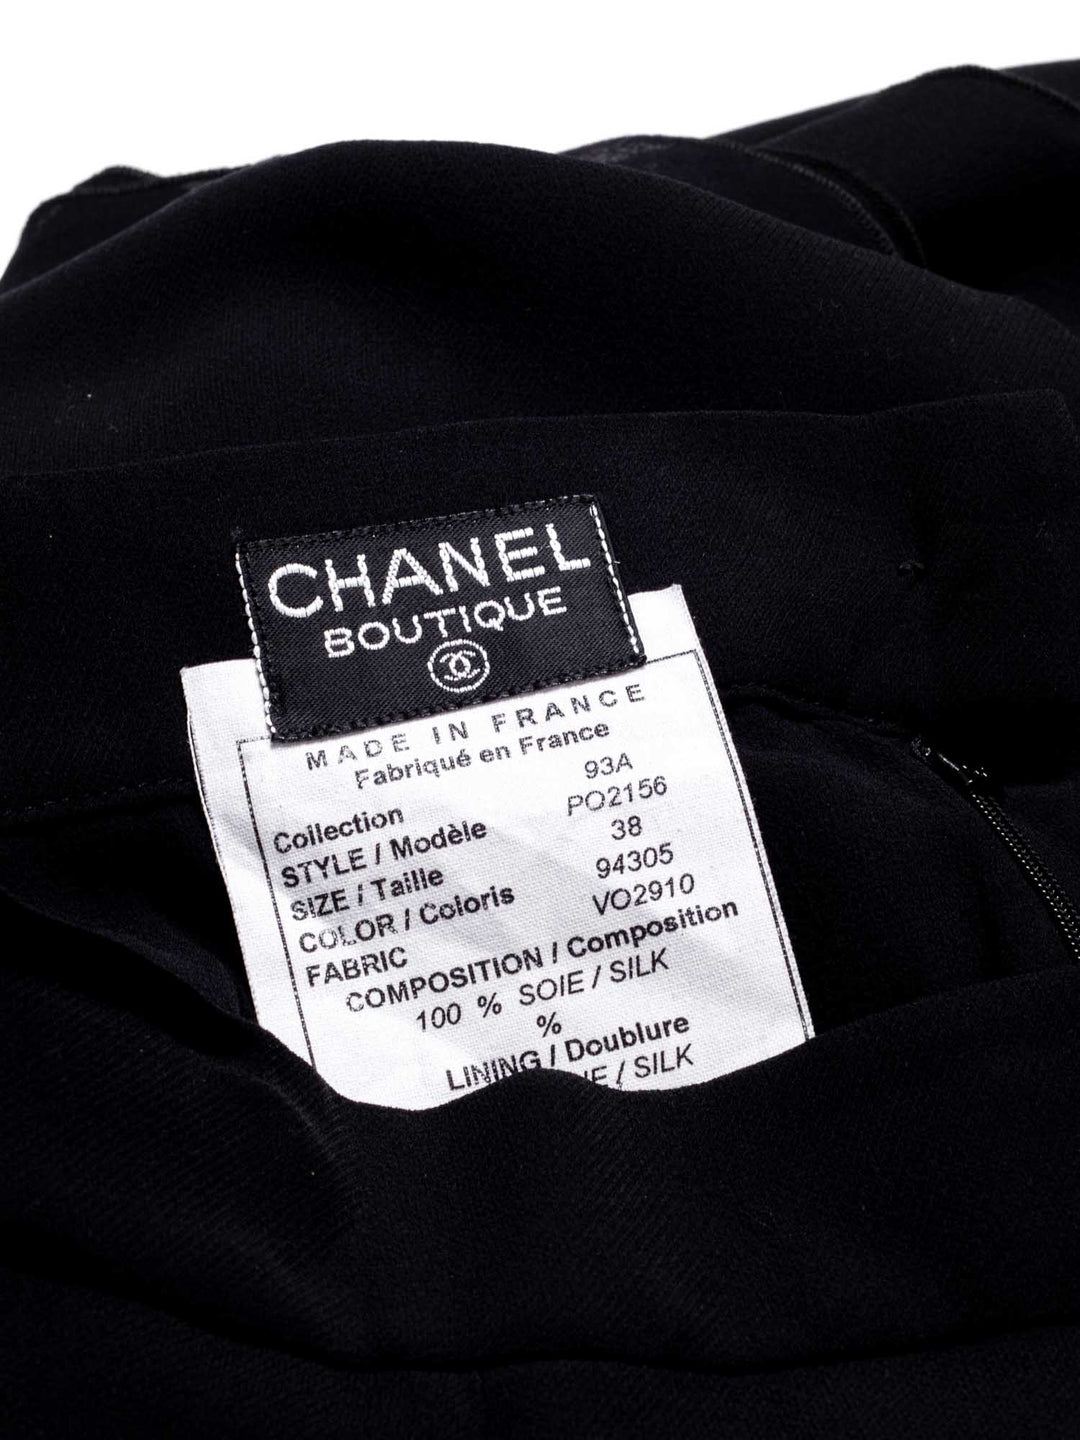 CHANEL
BOUTIQUE
MADE IN FRANCE
Fabriqué en France
Collection 93A
STYLE / Modèle PO2156
SIZE / Taille 38
COLOR / Coloris 94305
FABRIC VO2910
COMPOSITION / Composition
100 % SOIE / SILK
%
LINING / Doublure
/ SILK